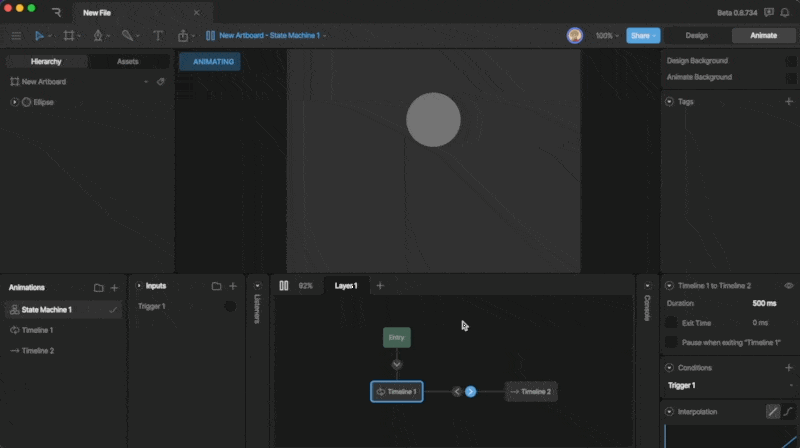 New File
Beta 0.8.734
New Artboard - State Machine 1
100%
Share
Design
Animate
Hierarchy
Assets
ANIMATING
Design Background
Animate Background
New Artboard
Tags
Ellipse
Animations
Inputs
Listeners
92%
Layer 1
Console
Timeline 1 to Timeline 2
State Machine 1
Trigger 1
Duration
500 ms
Timeline 1
Exit Time
0 ms
Timeline 2
Pause when exiting "Timeline 1"
Entry
Conditions
Trigger 1
Timeline 1
Timeline 2
Interpolation